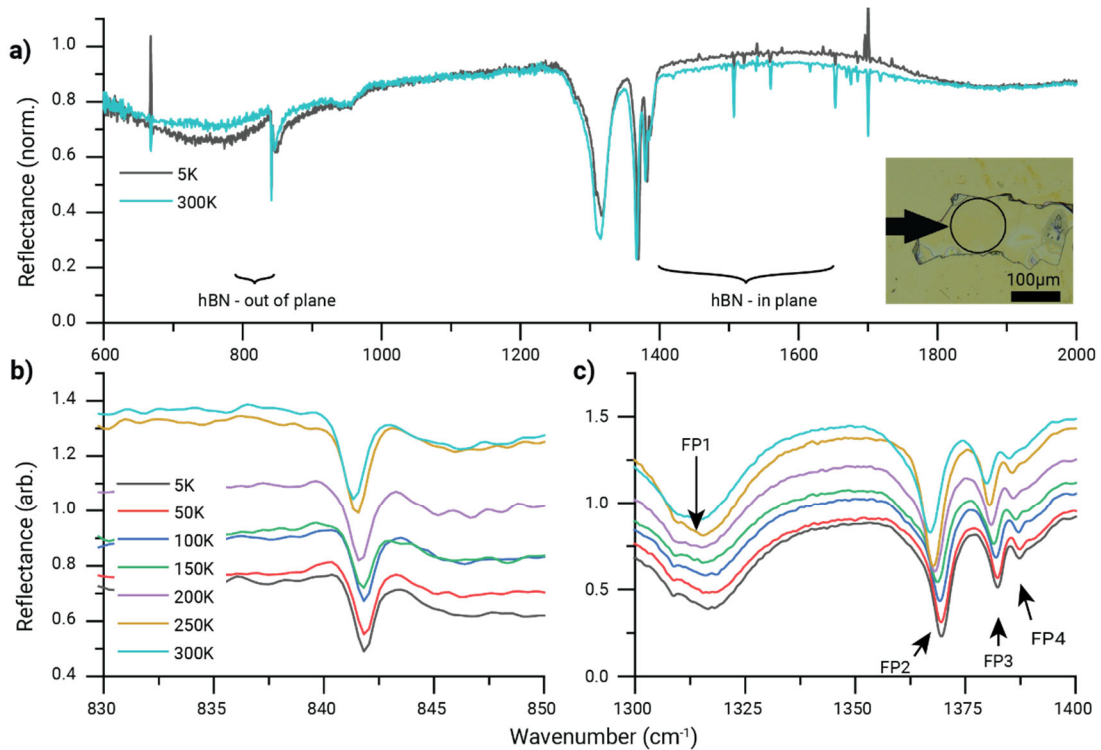 a)
1.0
0.8
0.6
0.4
0.2
0.0
Reflectance (norm.)
5K
300K
hBN - out of plane
hBN - in plane
100µm
600
800
1000
1200
1400
1600
1800
2000
b)
1.4
1.2
1.0
0.8
0.6
0.4
Reflectance (arb.)
5K
50K
100K
150K
200K
250K
300K
830
835
840
845
850
c)
1.5
1.0
0.5
0.0
FP1
FP2
FP3
FP4
1300
1325
1350
1375
1400
Wavenumber (cm⁻¹)